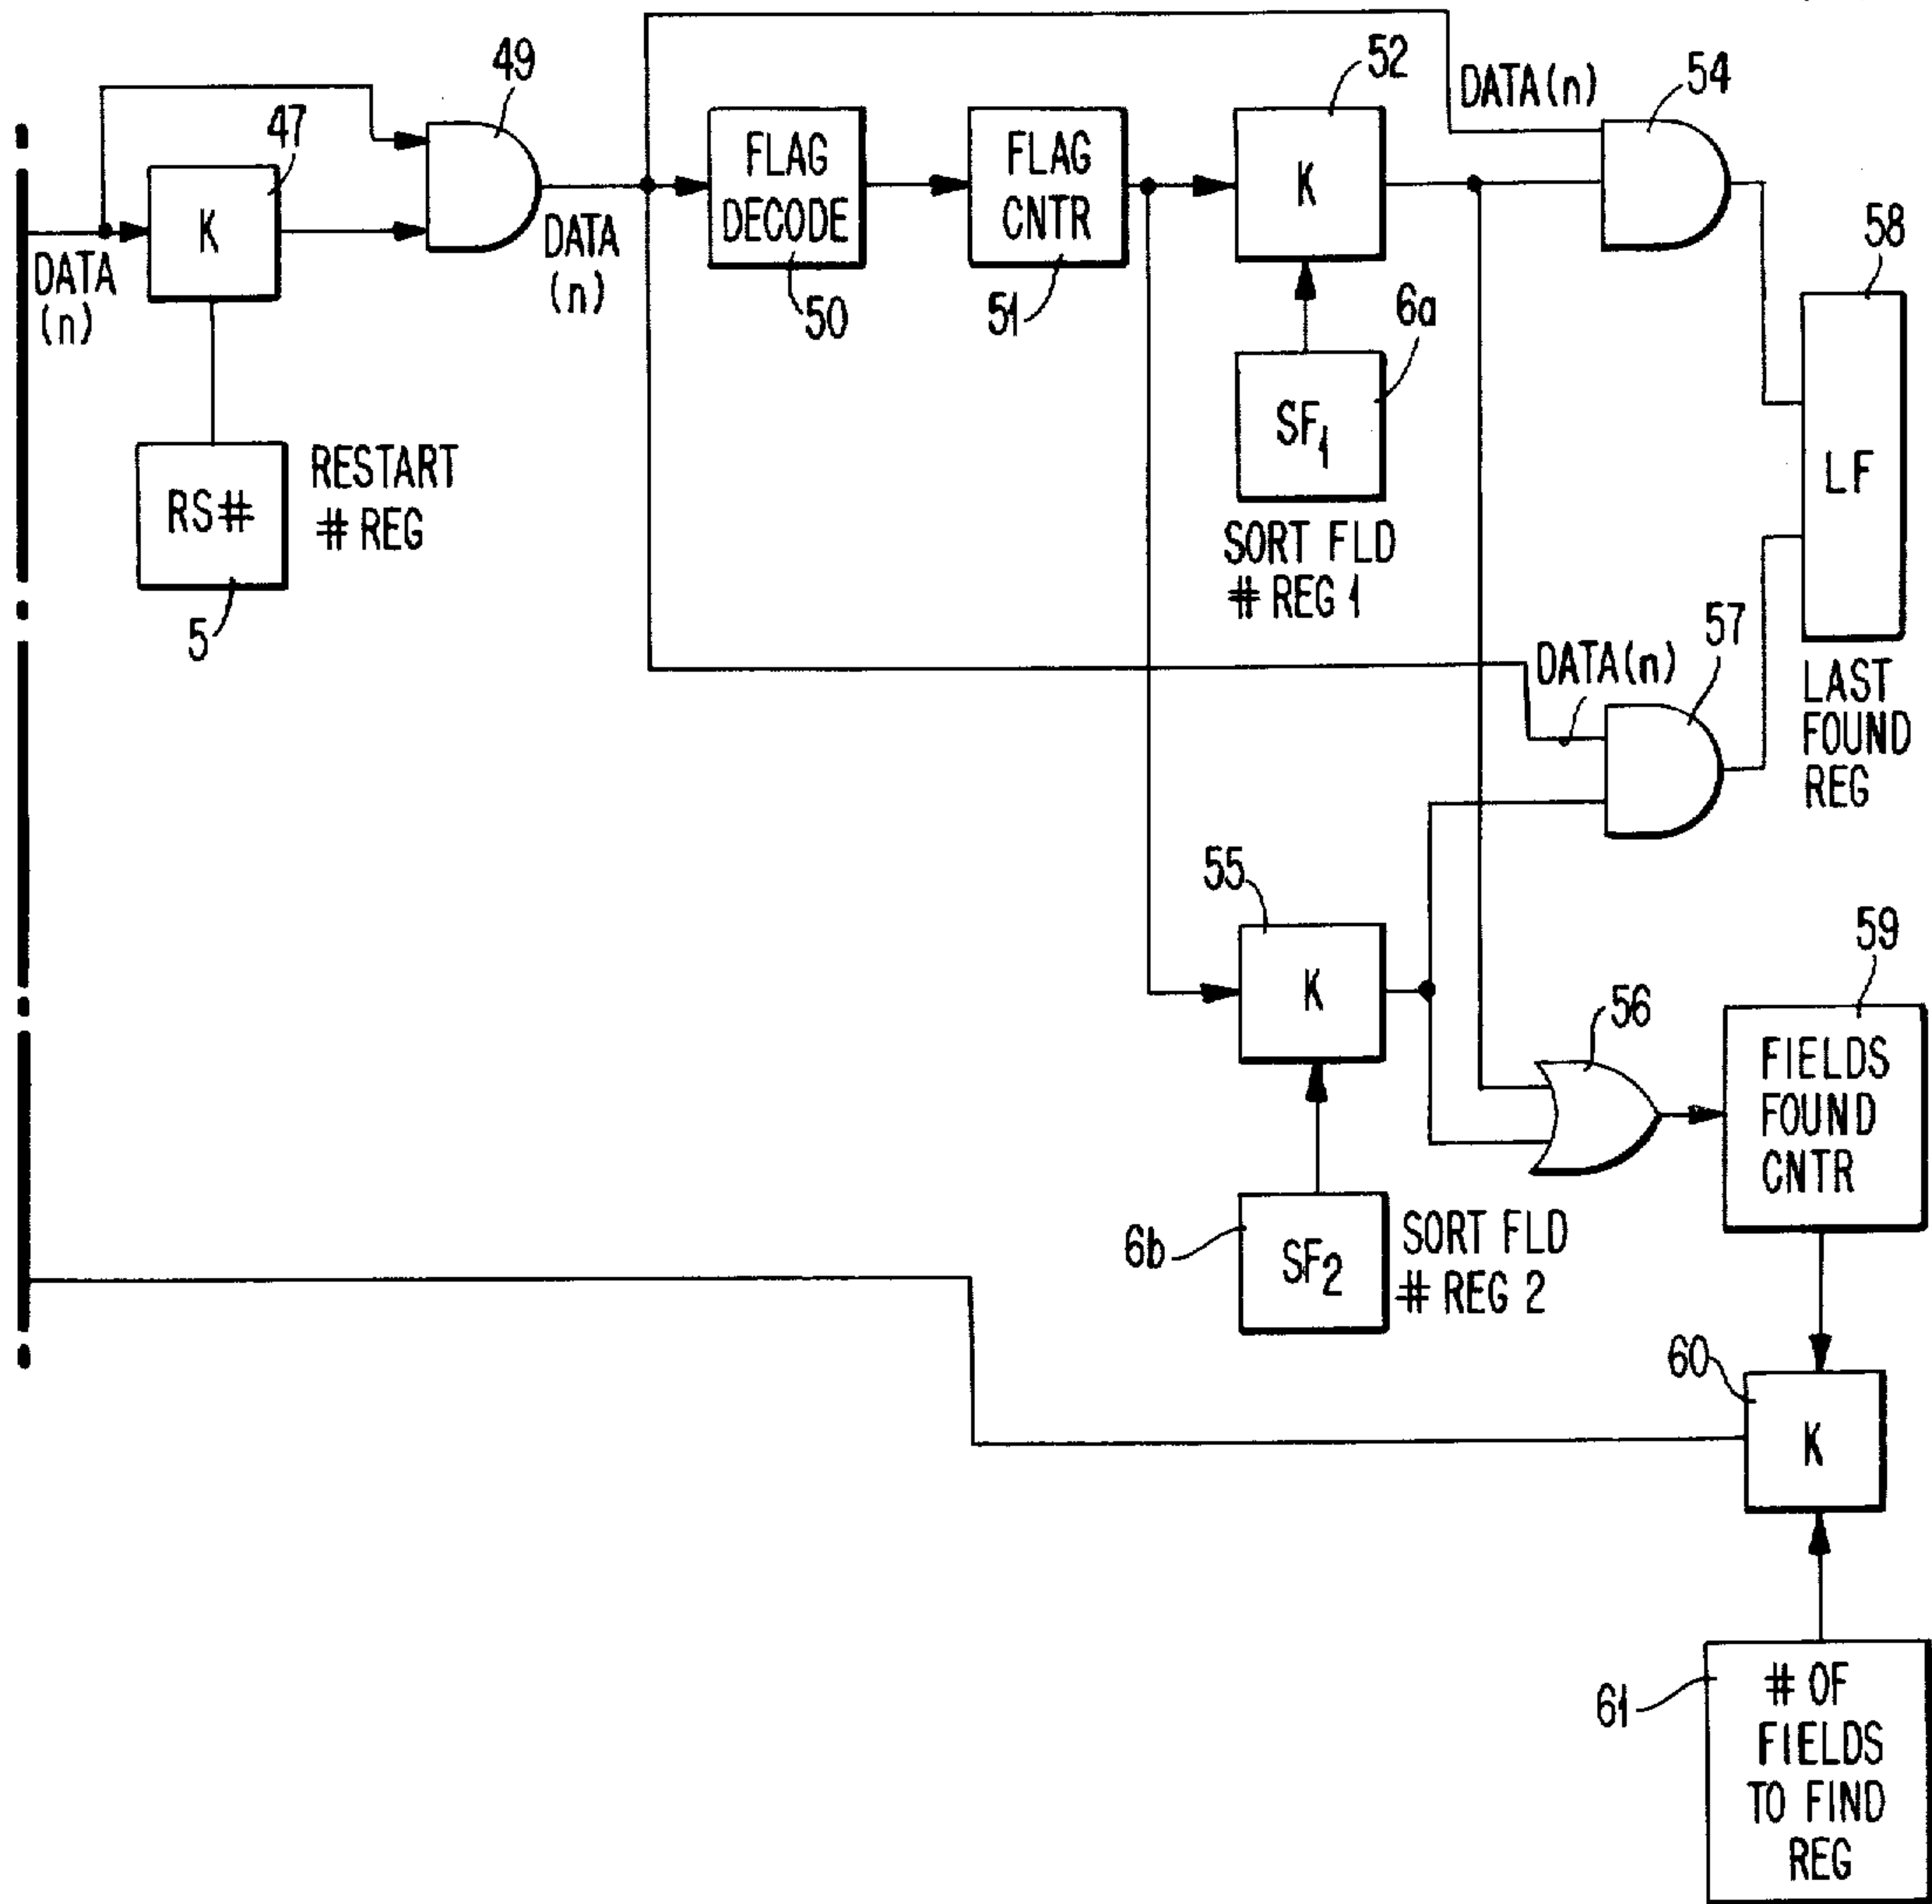 49
52
DATA(n)
54
47
FLAG
DECODE
FLAG
CNTR
K
58
K
DATA
(n)
DATA
(n)
50
51
6a
RS#
RESTART
# REG
SF1
LF
5
SORT FLD
# REG 1
57
DATA(n)
LAST
FOUND
REG
55
59
K
56
FIELDS
FOUND
CNTR
6b
SF2
SORT FLD
# REG 2
60
K
61
# OF
FIELDS
TO FIND
REG